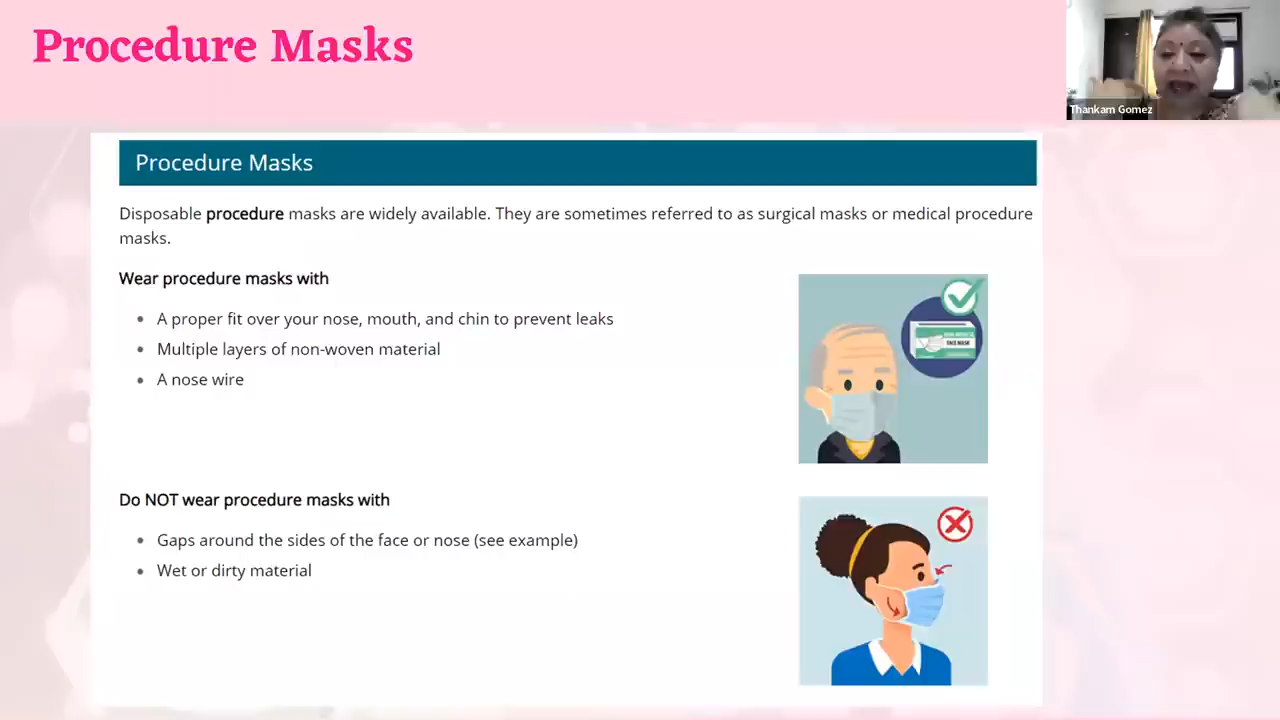 Procedure Masks
Thankam Gomez
Procedure Masks
Disposable procedure masks are widely available. They are sometimes referred to as surgical masks or medical procedure
masks.
Wear procedure masks with
• A proper fit over your nose, mouth, and chin to prevent leaks
• Multiple layers of non-woven material
• A nose wire
FACE MASK
Do NOT wear procedure masks with
• Gaps around the sides of the face or nose (see example)
• Wet or dirty material